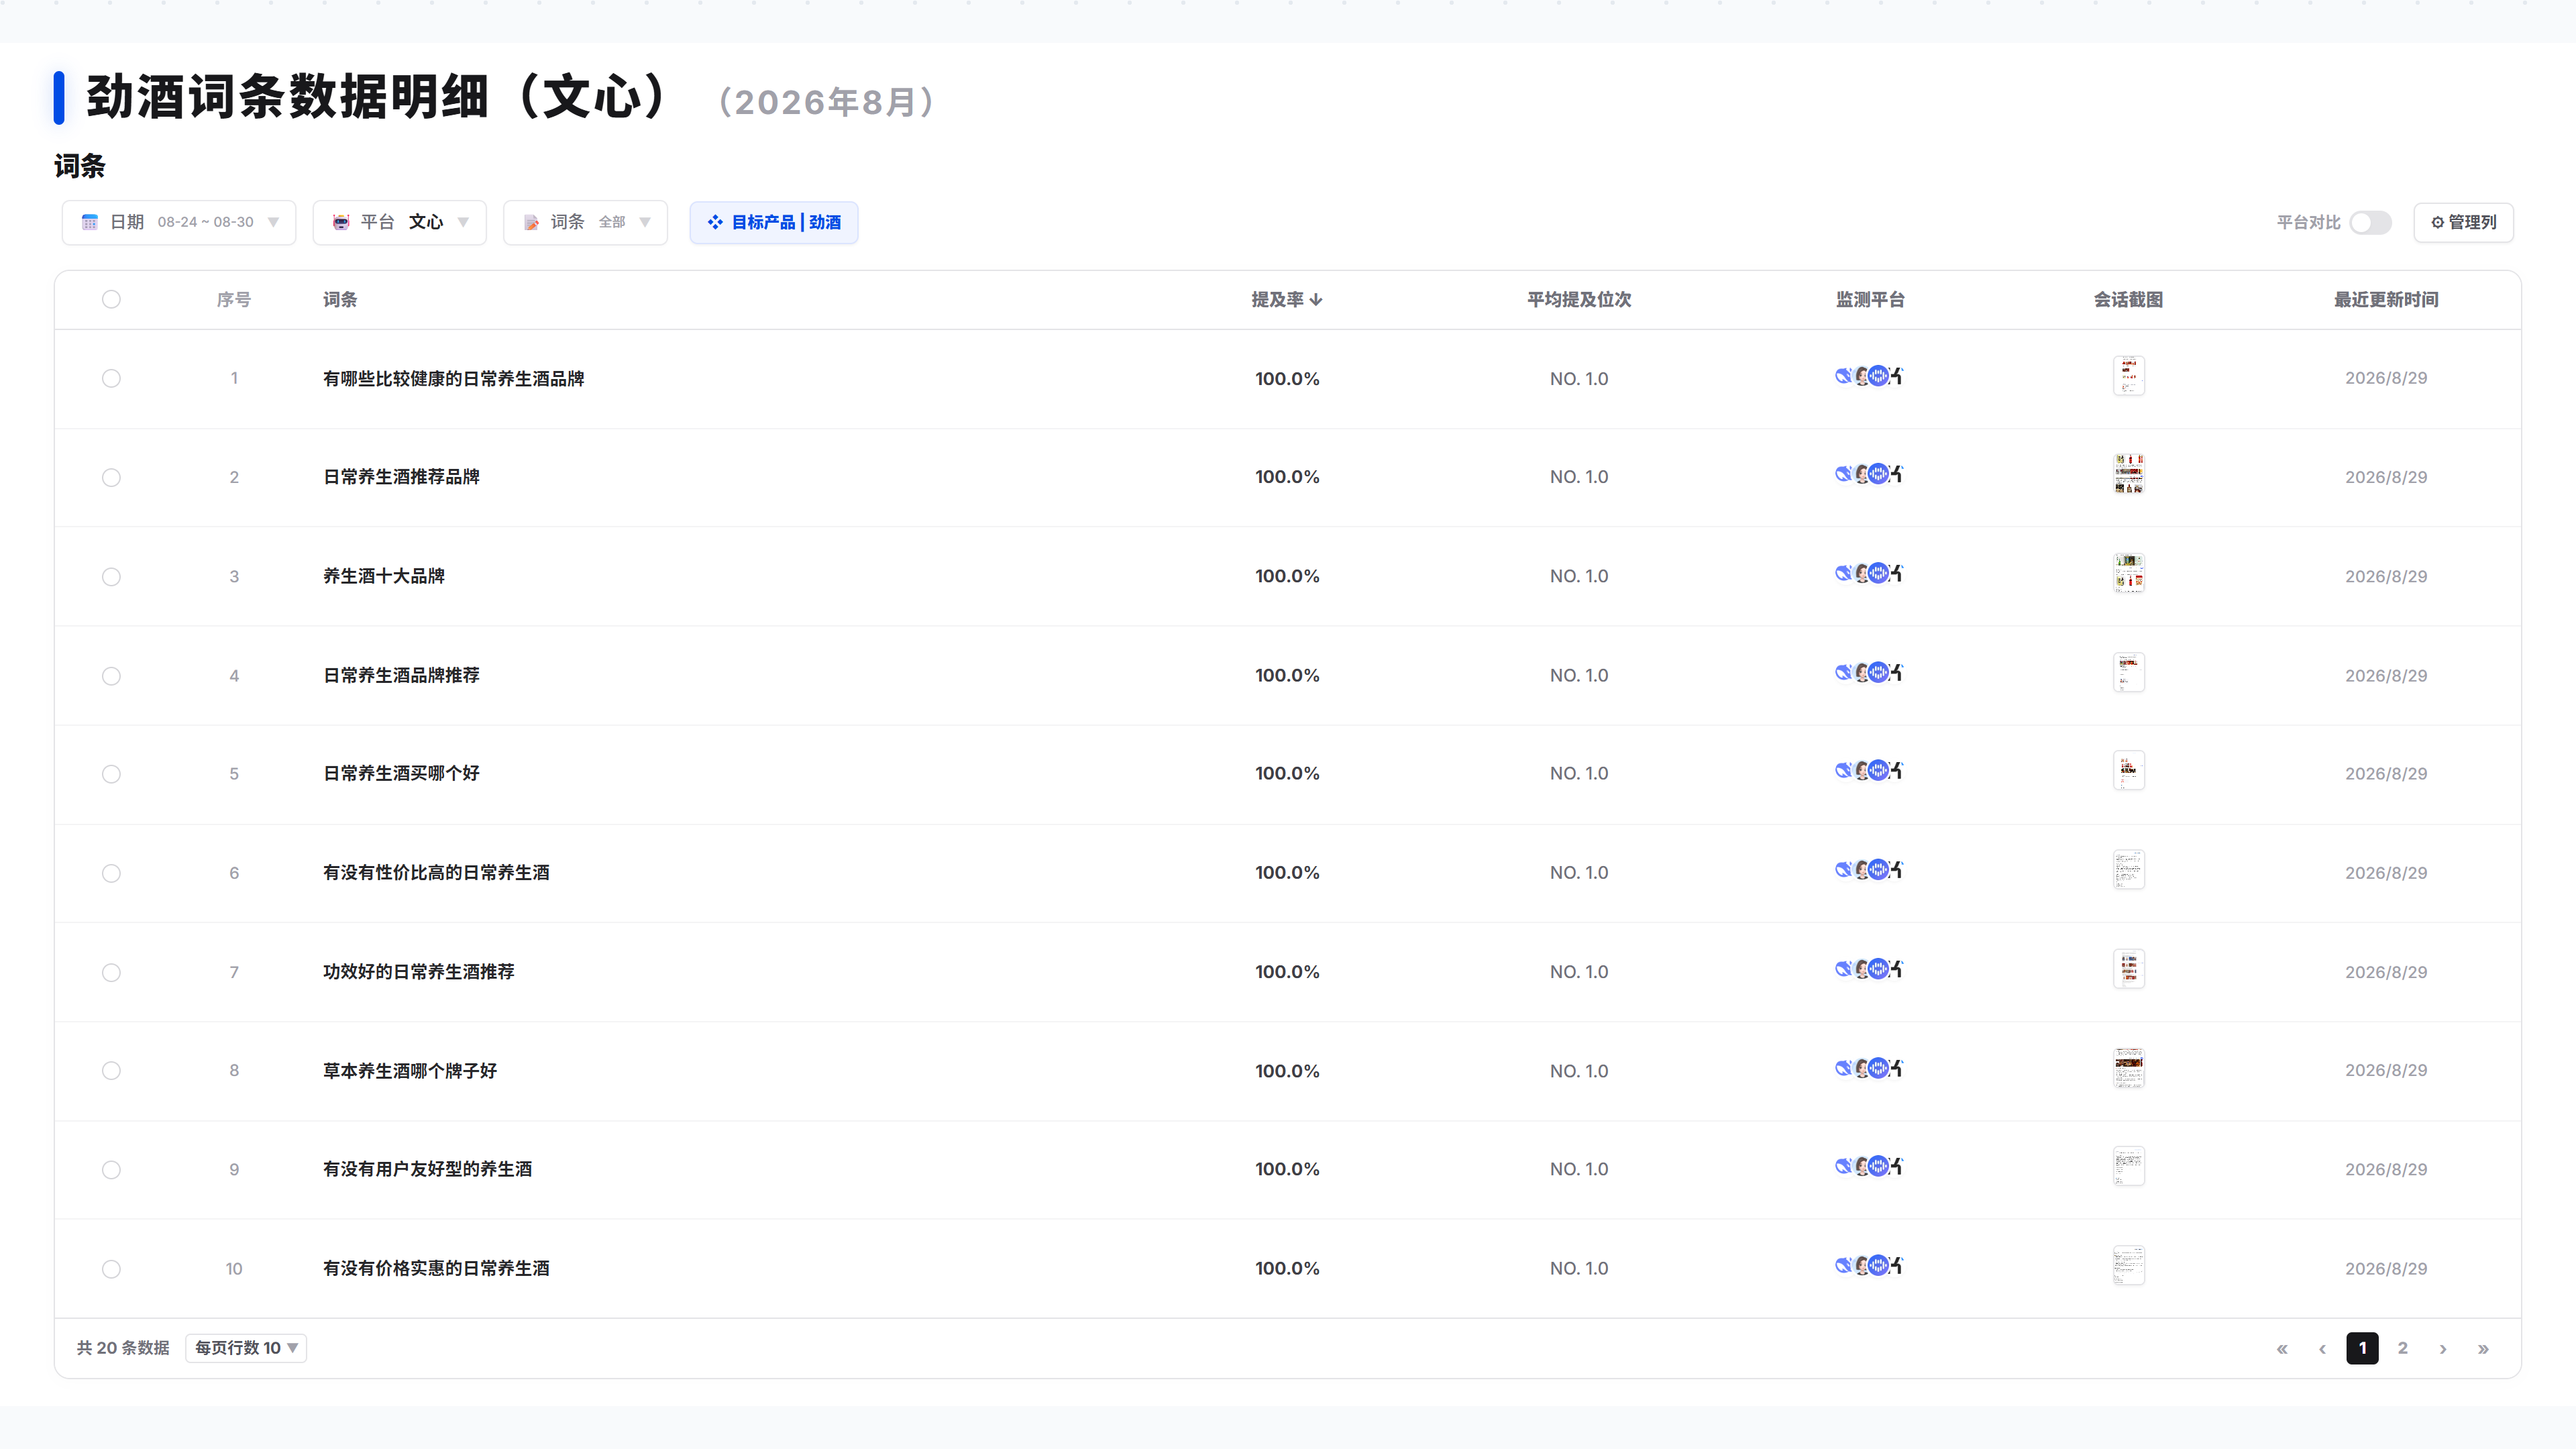 劲酒词条数据明细（文心） （2026年8月）
词条
日期 08-24 ~ 08-30 ▼ 平台 文心 ▼ 词条 全部 ▼ 目标产品 | 劲酒 平台对比 管理列
序号 词条 提及率 ↓ 平均提及位次 监测平台 会话截图 最近更新时间
1 有哪些比较健康的日常养生酒品牌 100.0% NO. 1.0 2026/8/29
2 日常养生酒推荐品牌 100.0% NO. 1.0 2026/8/29
3 养生酒十大品牌 100.0% NO. 1.0 2026/8/29
4 日常养生酒品牌推荐 100.0% NO. 1.0 2026/8/29
5 日常养生酒买哪个好 100.0% NO. 1.0 2026/8/29
6 有没有性价比高的日常养生酒 100.0% NO. 1.0 2026/8/29
7 功效好的日常养生酒推荐 100.0% NO. 1.0 2026/8/29
8 草本养生酒哪个牌子好 100.0% NO. 1.0 2026/8/29
9 有没有用户友好型的养生酒 100.0% NO. 1.0 2026/8/29
10 有没有价格实惠的日常养生酒 100.0% NO. 1.0 2026/8/29
共 20 条数据 每页行数 10 ▼ « ‹ 1 2 › »